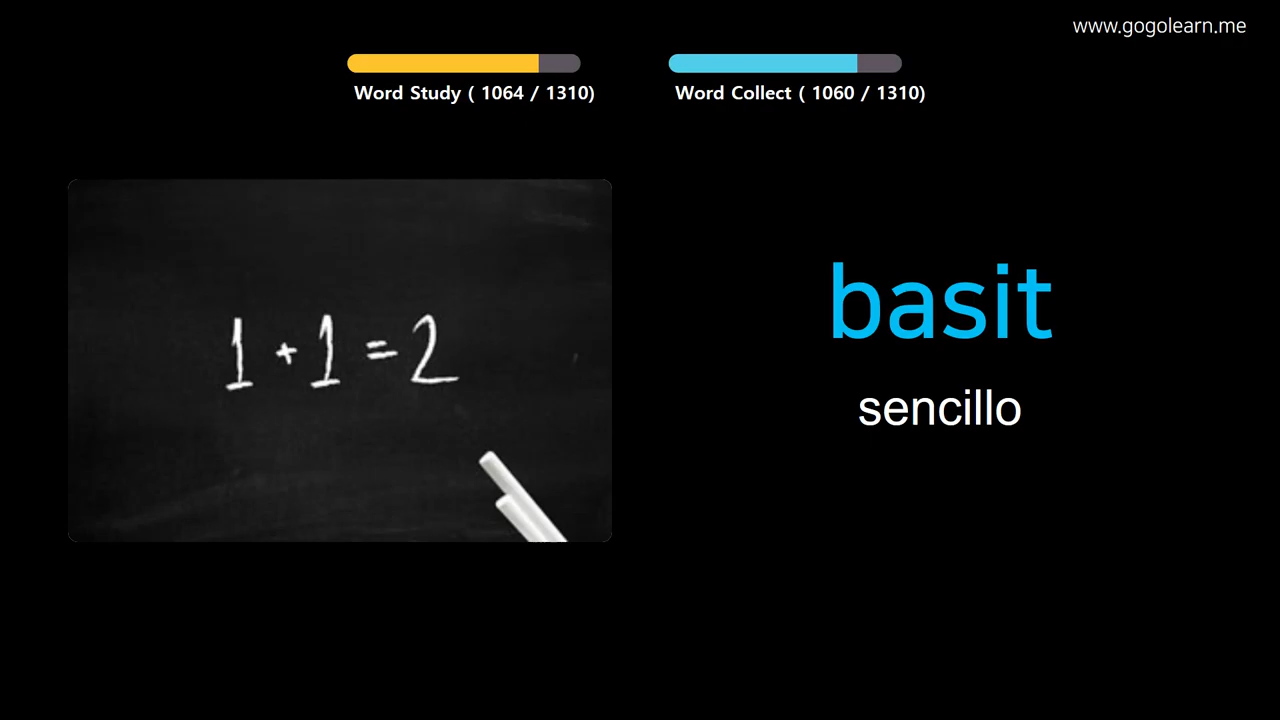 www.gogolearn.me
Word Study ( 1064 / 1310)
Word Collect ( 1060 / 1310)
1 + 1 = 2
basit
sencillo